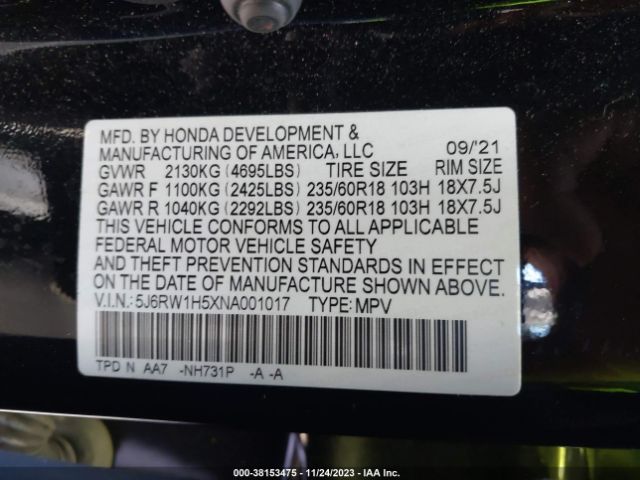 MFD. BY HONDA DEVELOPMENT &
MANUFACTURING OF AMERICA, LLC 09/'21
GVWR 2130KG (4695LBS) TIRE SIZE RIM SIZE
GAWR F 1100KG (2425LBS) 235/60R18 103H 18X7.5J
GAWR R 1040KG (2292LBS) 235/60R18 103H 18X7.5J
THIS VEHICLE CONFORMS TO ALL APPLICABLE
FEDERAL MOTOR VEHICLE SAFETY
AND THEFT PREVENTION STANDARDS IN EFFECT
ON THE DATE OF MANUFACTURE SHOWN ABOVE.
V.I.N.: 5J6RW1H5XNA001017 TYPE: MPV
TPD N AA7 -NH731P -A -A
000-38153475 - 11/24/2023 - IAA Inc.